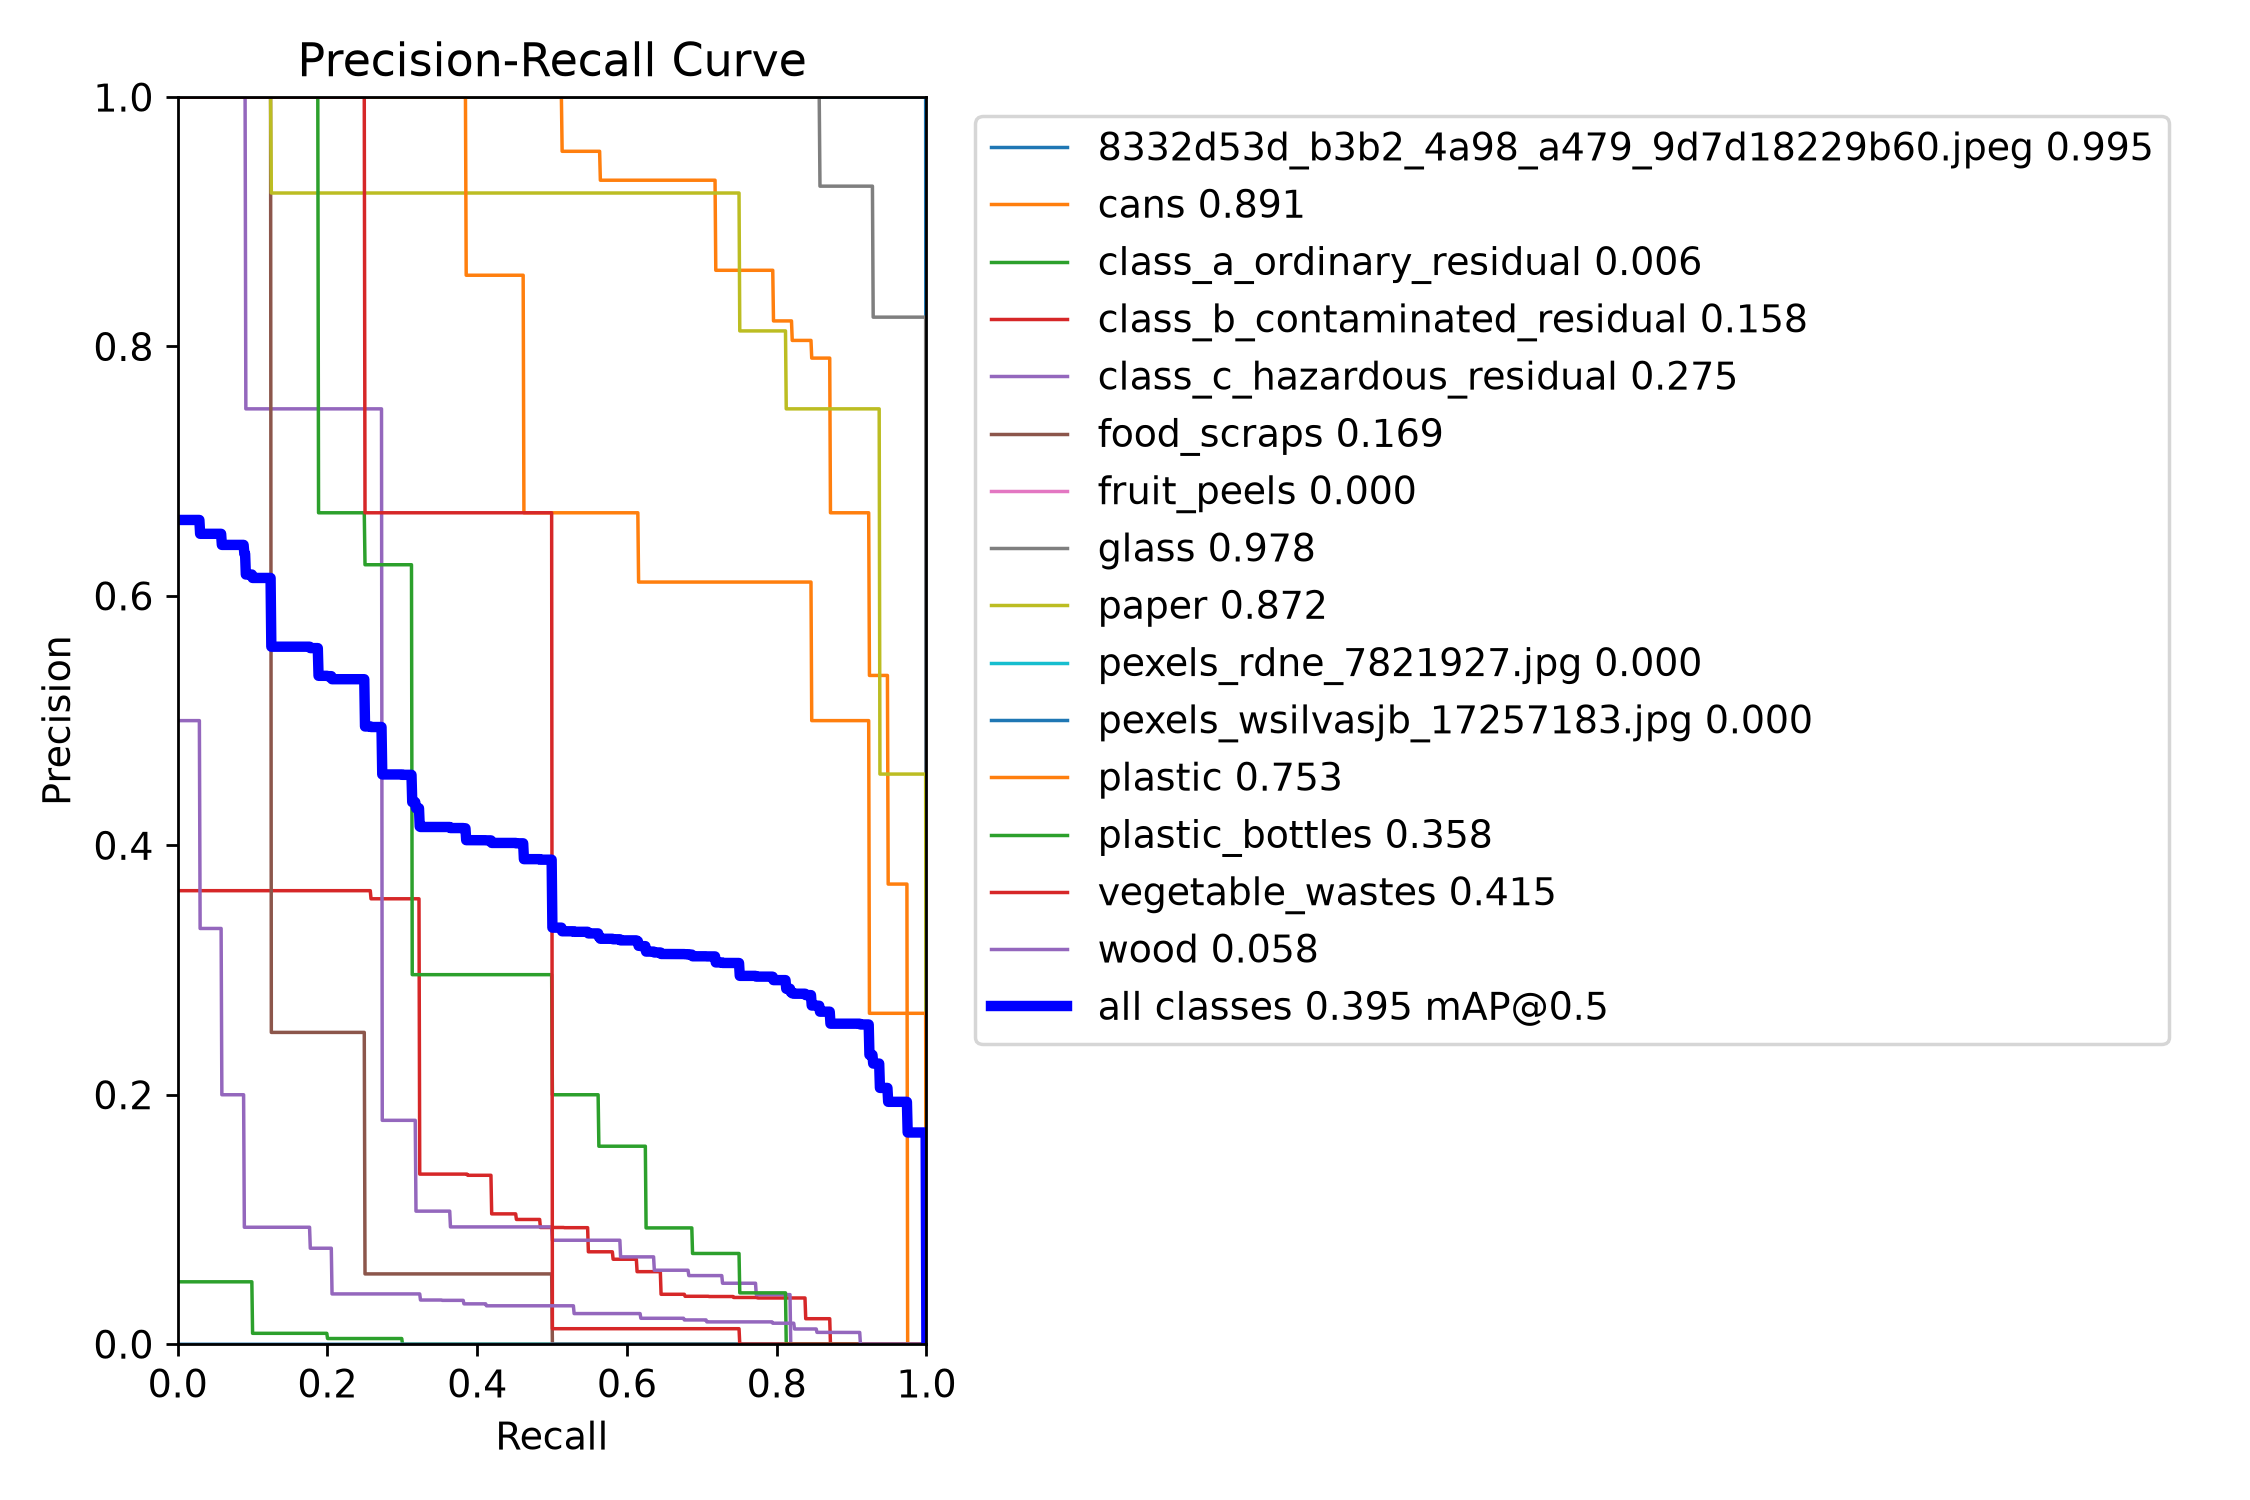 Precision-Recall Curve
1.0
0.8
0.6
0.4
0.2
0.0
Precision
0.0 0.2 0.4 0.6 0.8 1.0
Recall
8332d53d_b3b2_4a98_a479_9d7d18229b60.jpeg 0.995
cans 0.891
class_a_ordinary_residual 0.006
class_b_contaminated_residual 0.158
class_c_hazardous_residual 0.275
food_scraps 0.169
fruit_peels 0.000
glass 0.978
paper 0.872
pexels_rdne_7821927.jpg 0.000
pexels_wsilvasjb_17257183.jpg 0.000
plastic 0.753
plastic_bottles 0.358
vegetable_wastes 0.415
wood 0.058
all classes 0.395 mAP@0.5